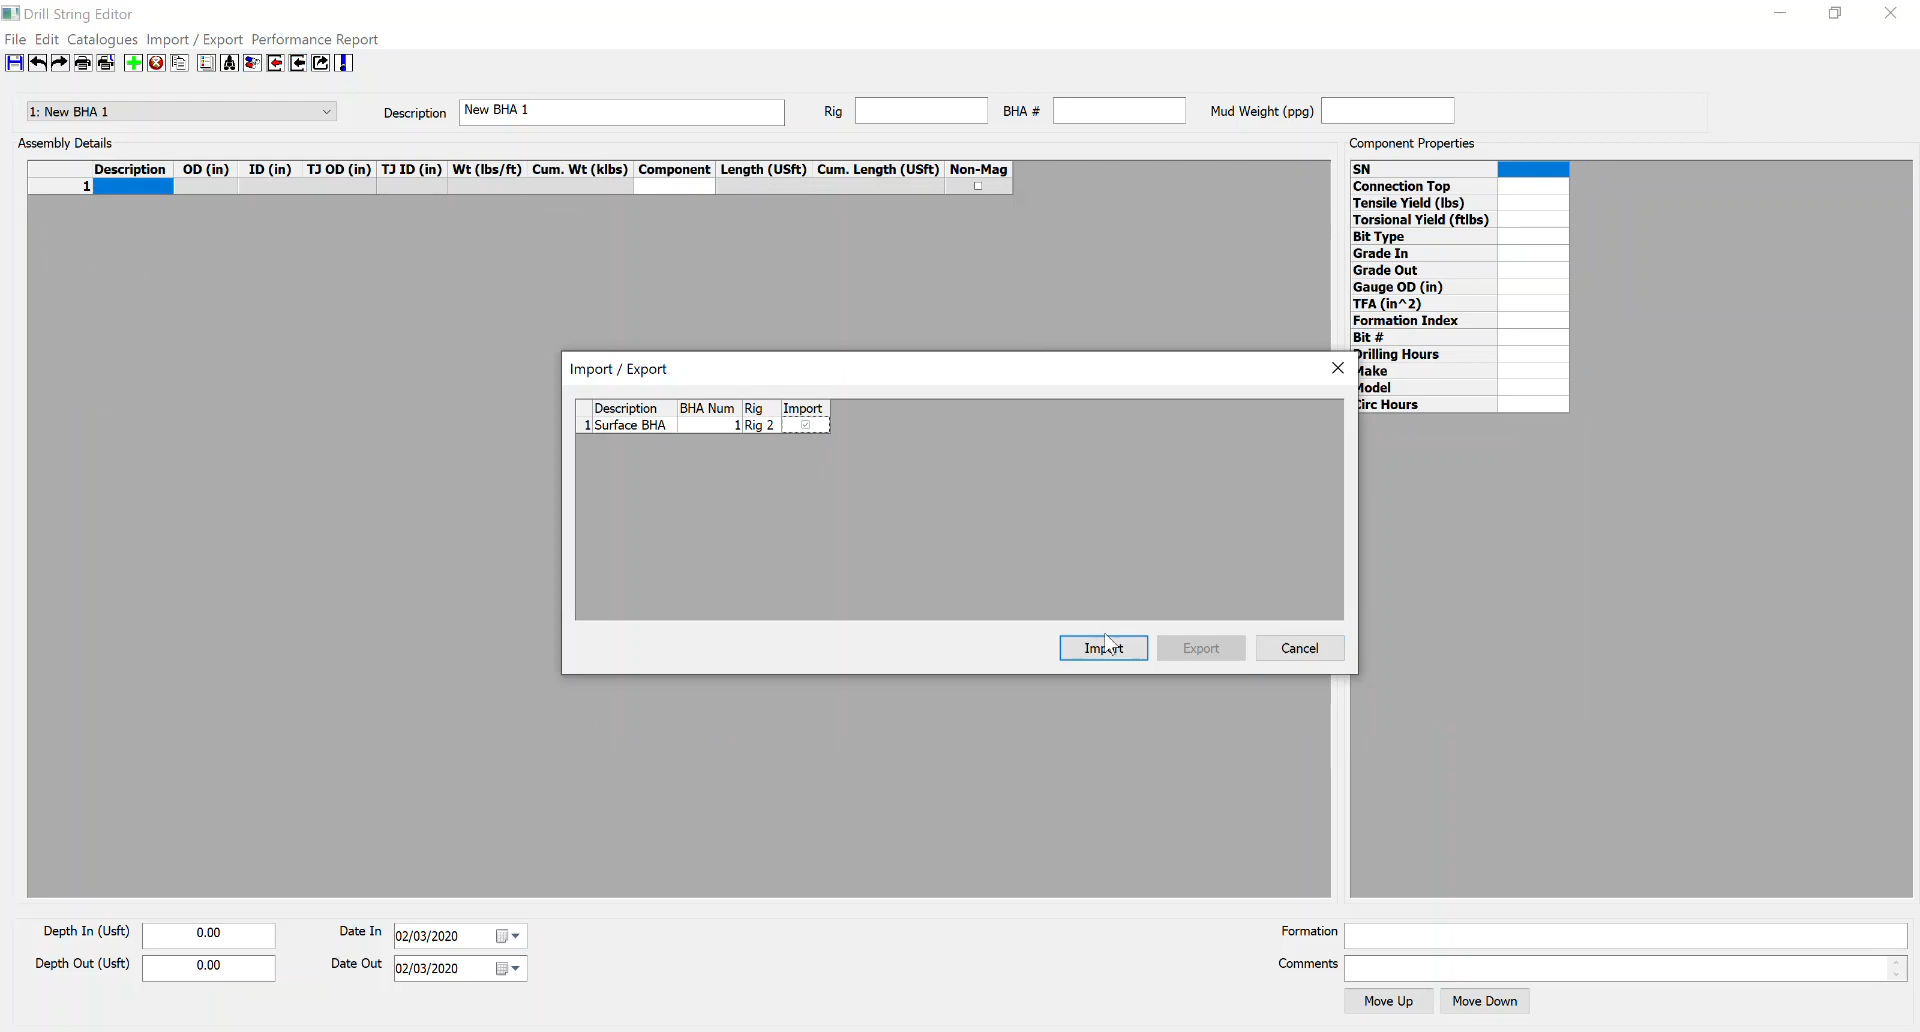 Drill String Editor
File Edit Catalogues Import / Export Performance Report
1: New BHA 1 Description New BHA 1 Rig BHA # Mud Weight (ppg)
Assembly Details
Description OD (in) ID (in) TJ OD (in) TJ ID (in) Wt (lbs/ft) Cum. Wt (klbs) Component Length (USft) Cum. Length (USft) Non-Mag
1
Component Properties
SN
Connection Top
Tensile Yield (lbs)
Torsional Yield (ftlbs)
Bit Type
Grade In
Grade Out
Gauge OD (in)
TFA (in^2)
Formation Index
Bit #
Drilling Hours
Make
Model
Circ Hours
Import / Export
Description BHA Num Rig Import
1 Surface BHA 1 Rig 2
Import Export Cancel
Depth In (Usft) 0.00 Date In 02/03/2020 Formation
Depth Out (Usft) 0.00 Date Out 02/03/2020 Comments
Move Up Move Down